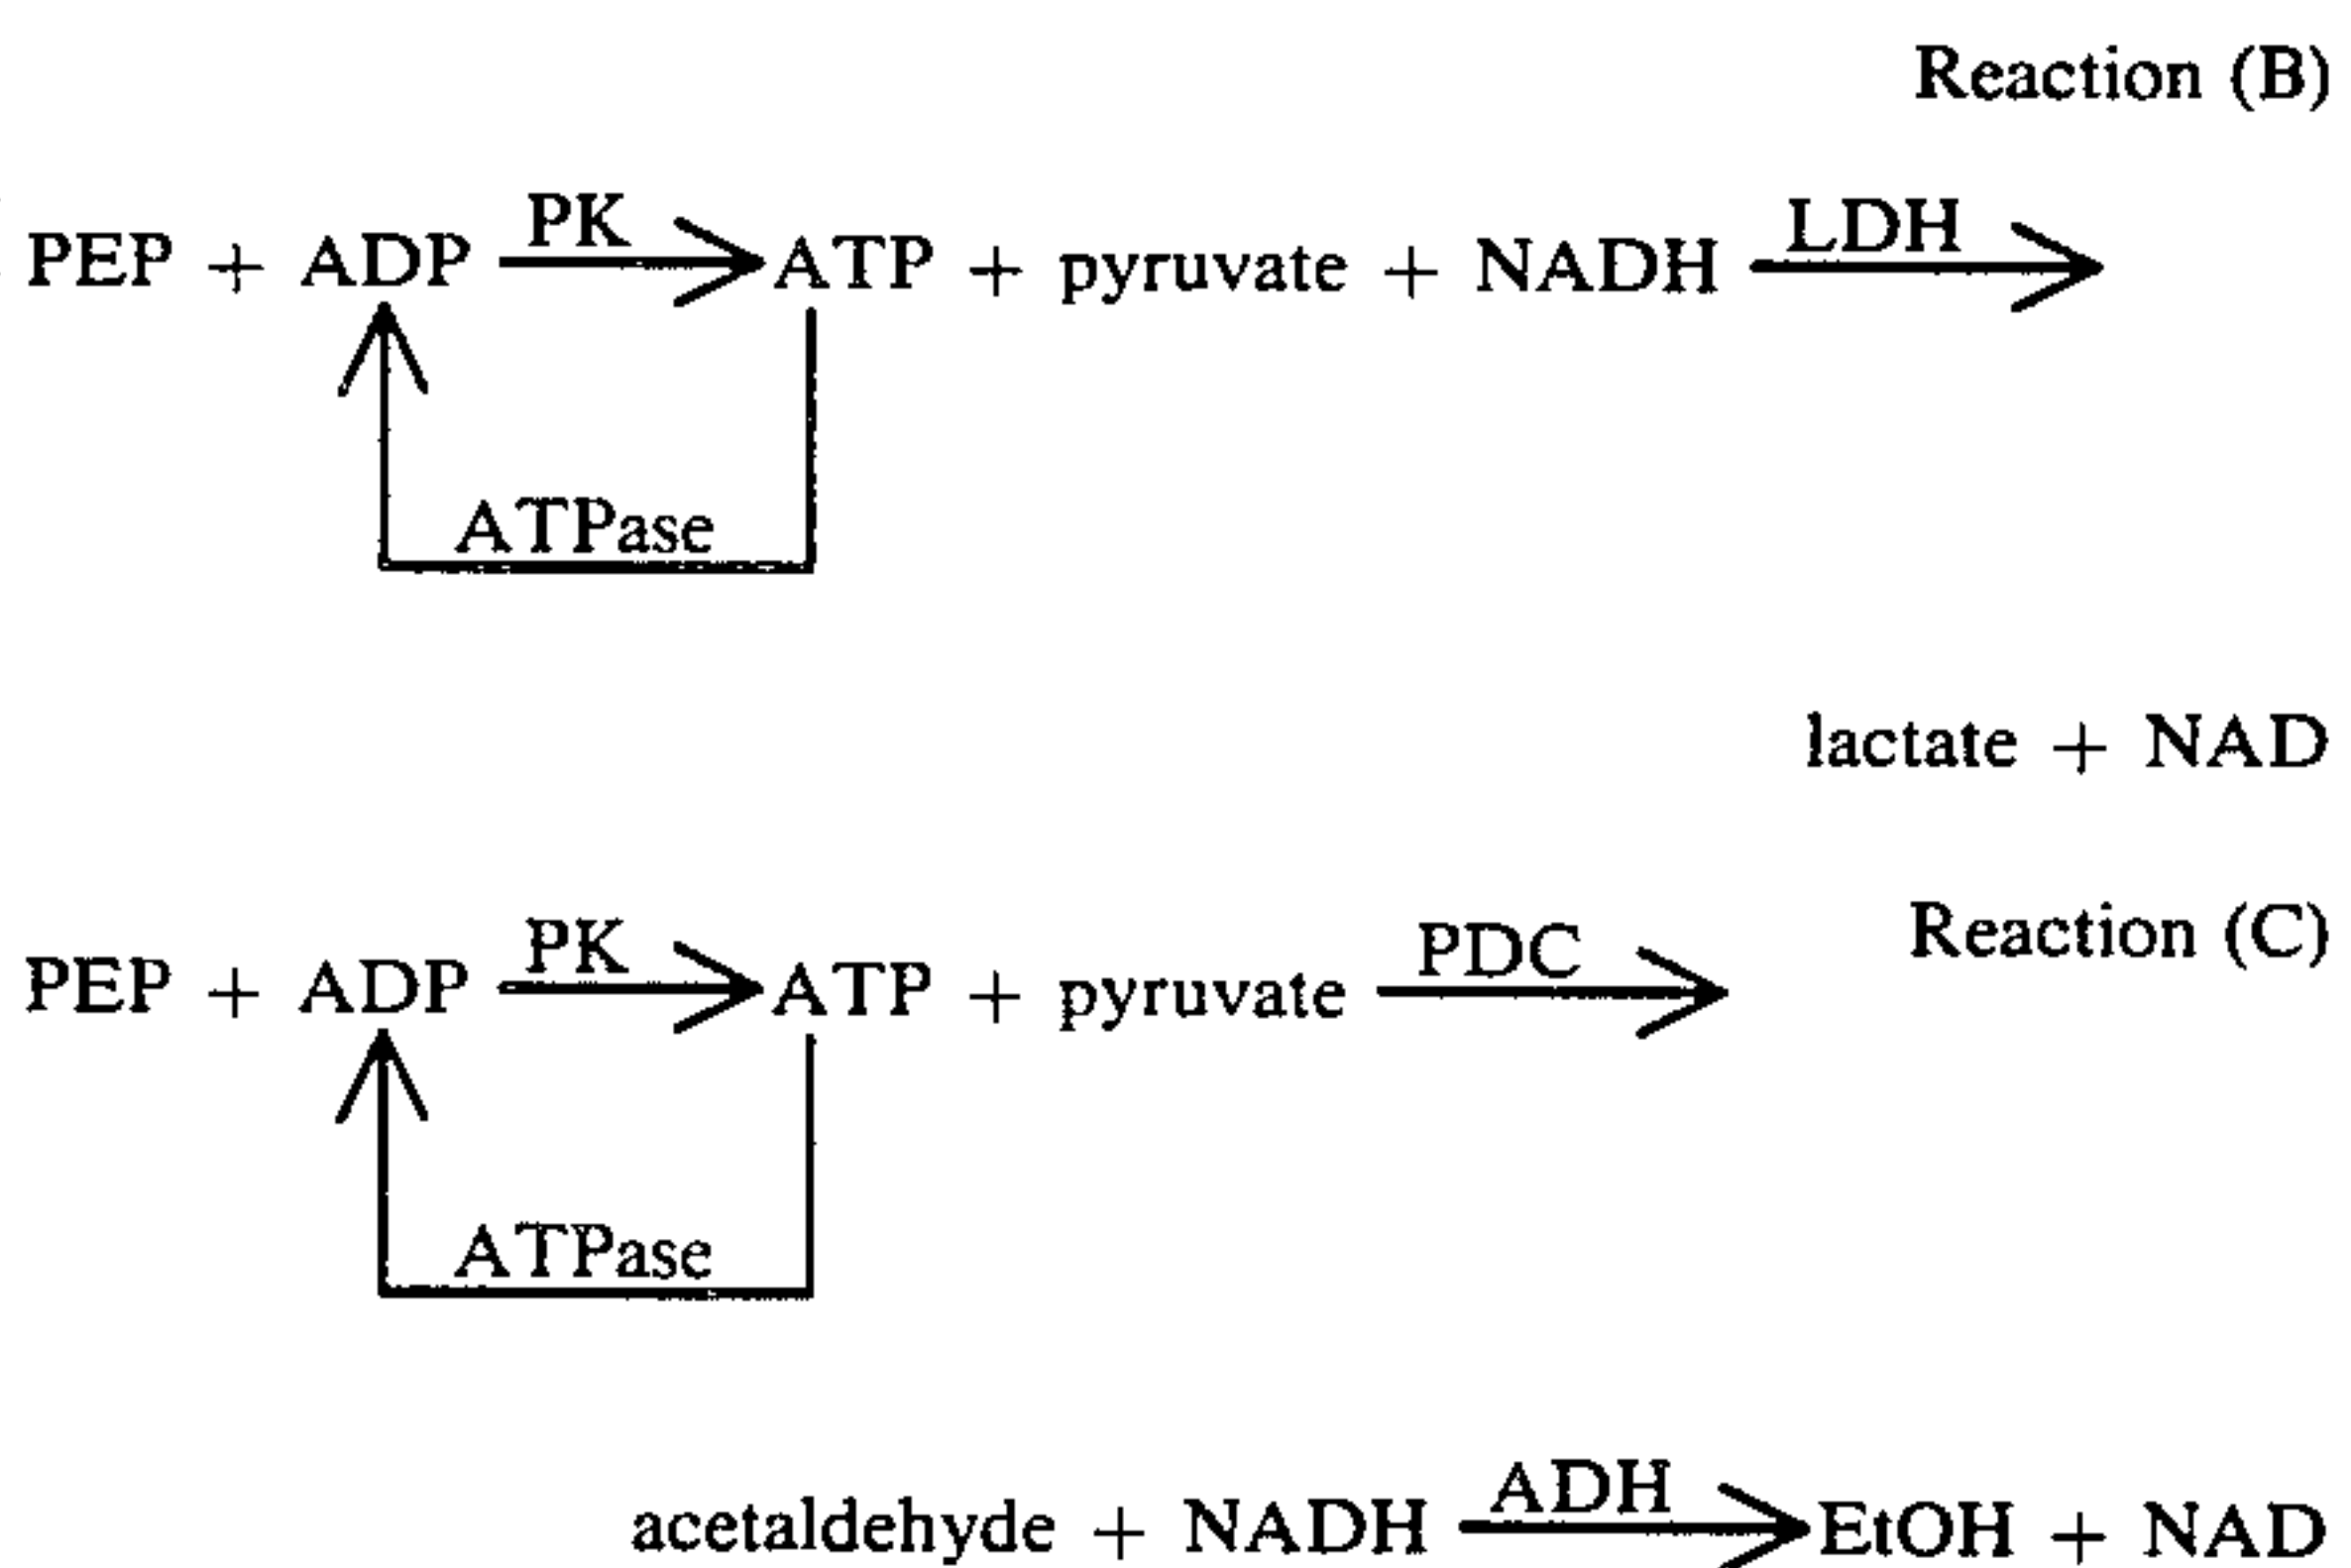 Reaction (B)
PK LDH
PEP + ADP ATP + pyruvate + NADH
ATPase
lactate + NAD
Reaction (C)
PK PDC
PEP + ADP ATP + pyruvate
ATPase
ADH
acetaldehyde + NADH EtOH + NAD